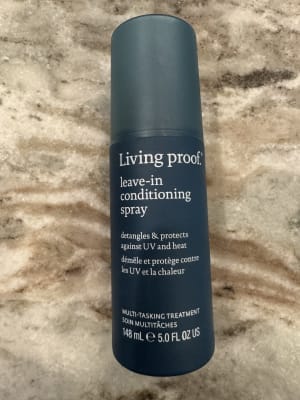 Living proof.
leave-in
conditioning
spray
detangles & protects
against UV and heat
démêle et protège contre
les UV et la chaleur
MULTI-TASKING TREATMENT
SOIN MULTITÂCHES
148 mL ℮ 5.0 FL OZ US